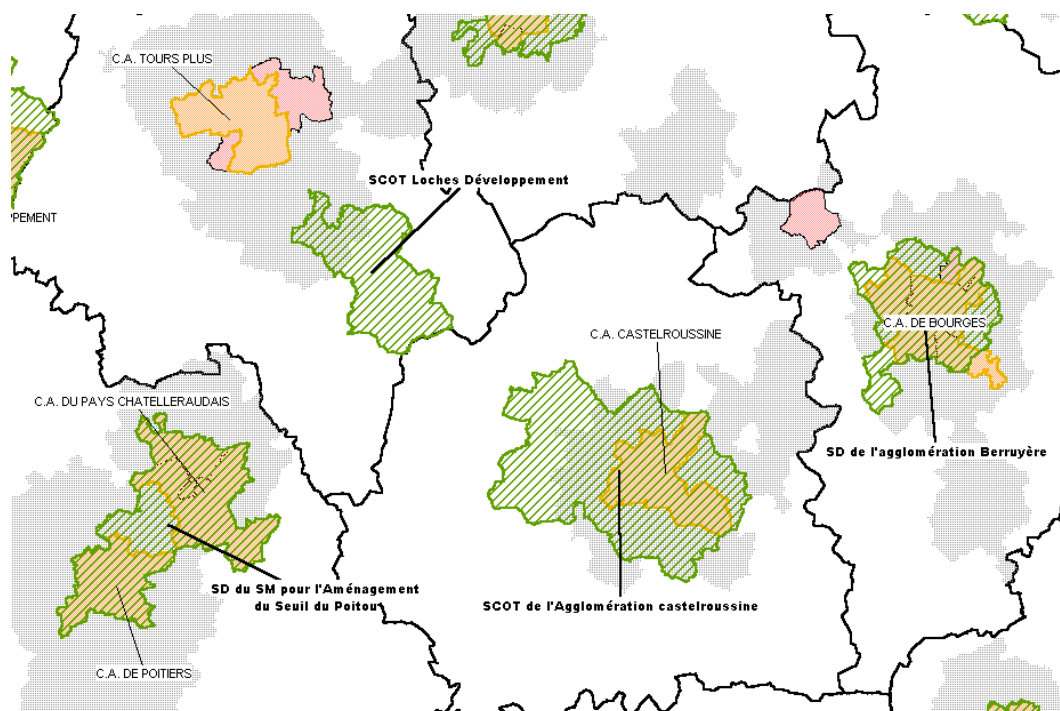 C.A. TOURS PLUS
SCOT Loches Développement
PPEMENT
C.A. DE BOURGES
C.A. CASTELROUSSINE
C.A. DU PAYS CHATELLERAUDAIS
SD de l'agglomération Berruyère
SD du SM pour l'Aménagement
du Seuil du Poitou
SCOT de l'Agglomération castelroussine
C.A. DE POITIERS